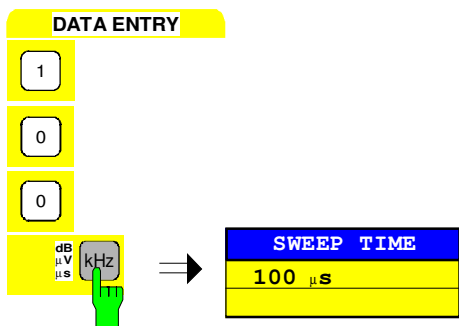 DATA ENTRY
1
0
0
dB
µV
µs
kHz
SWEEP TIME
100 µs